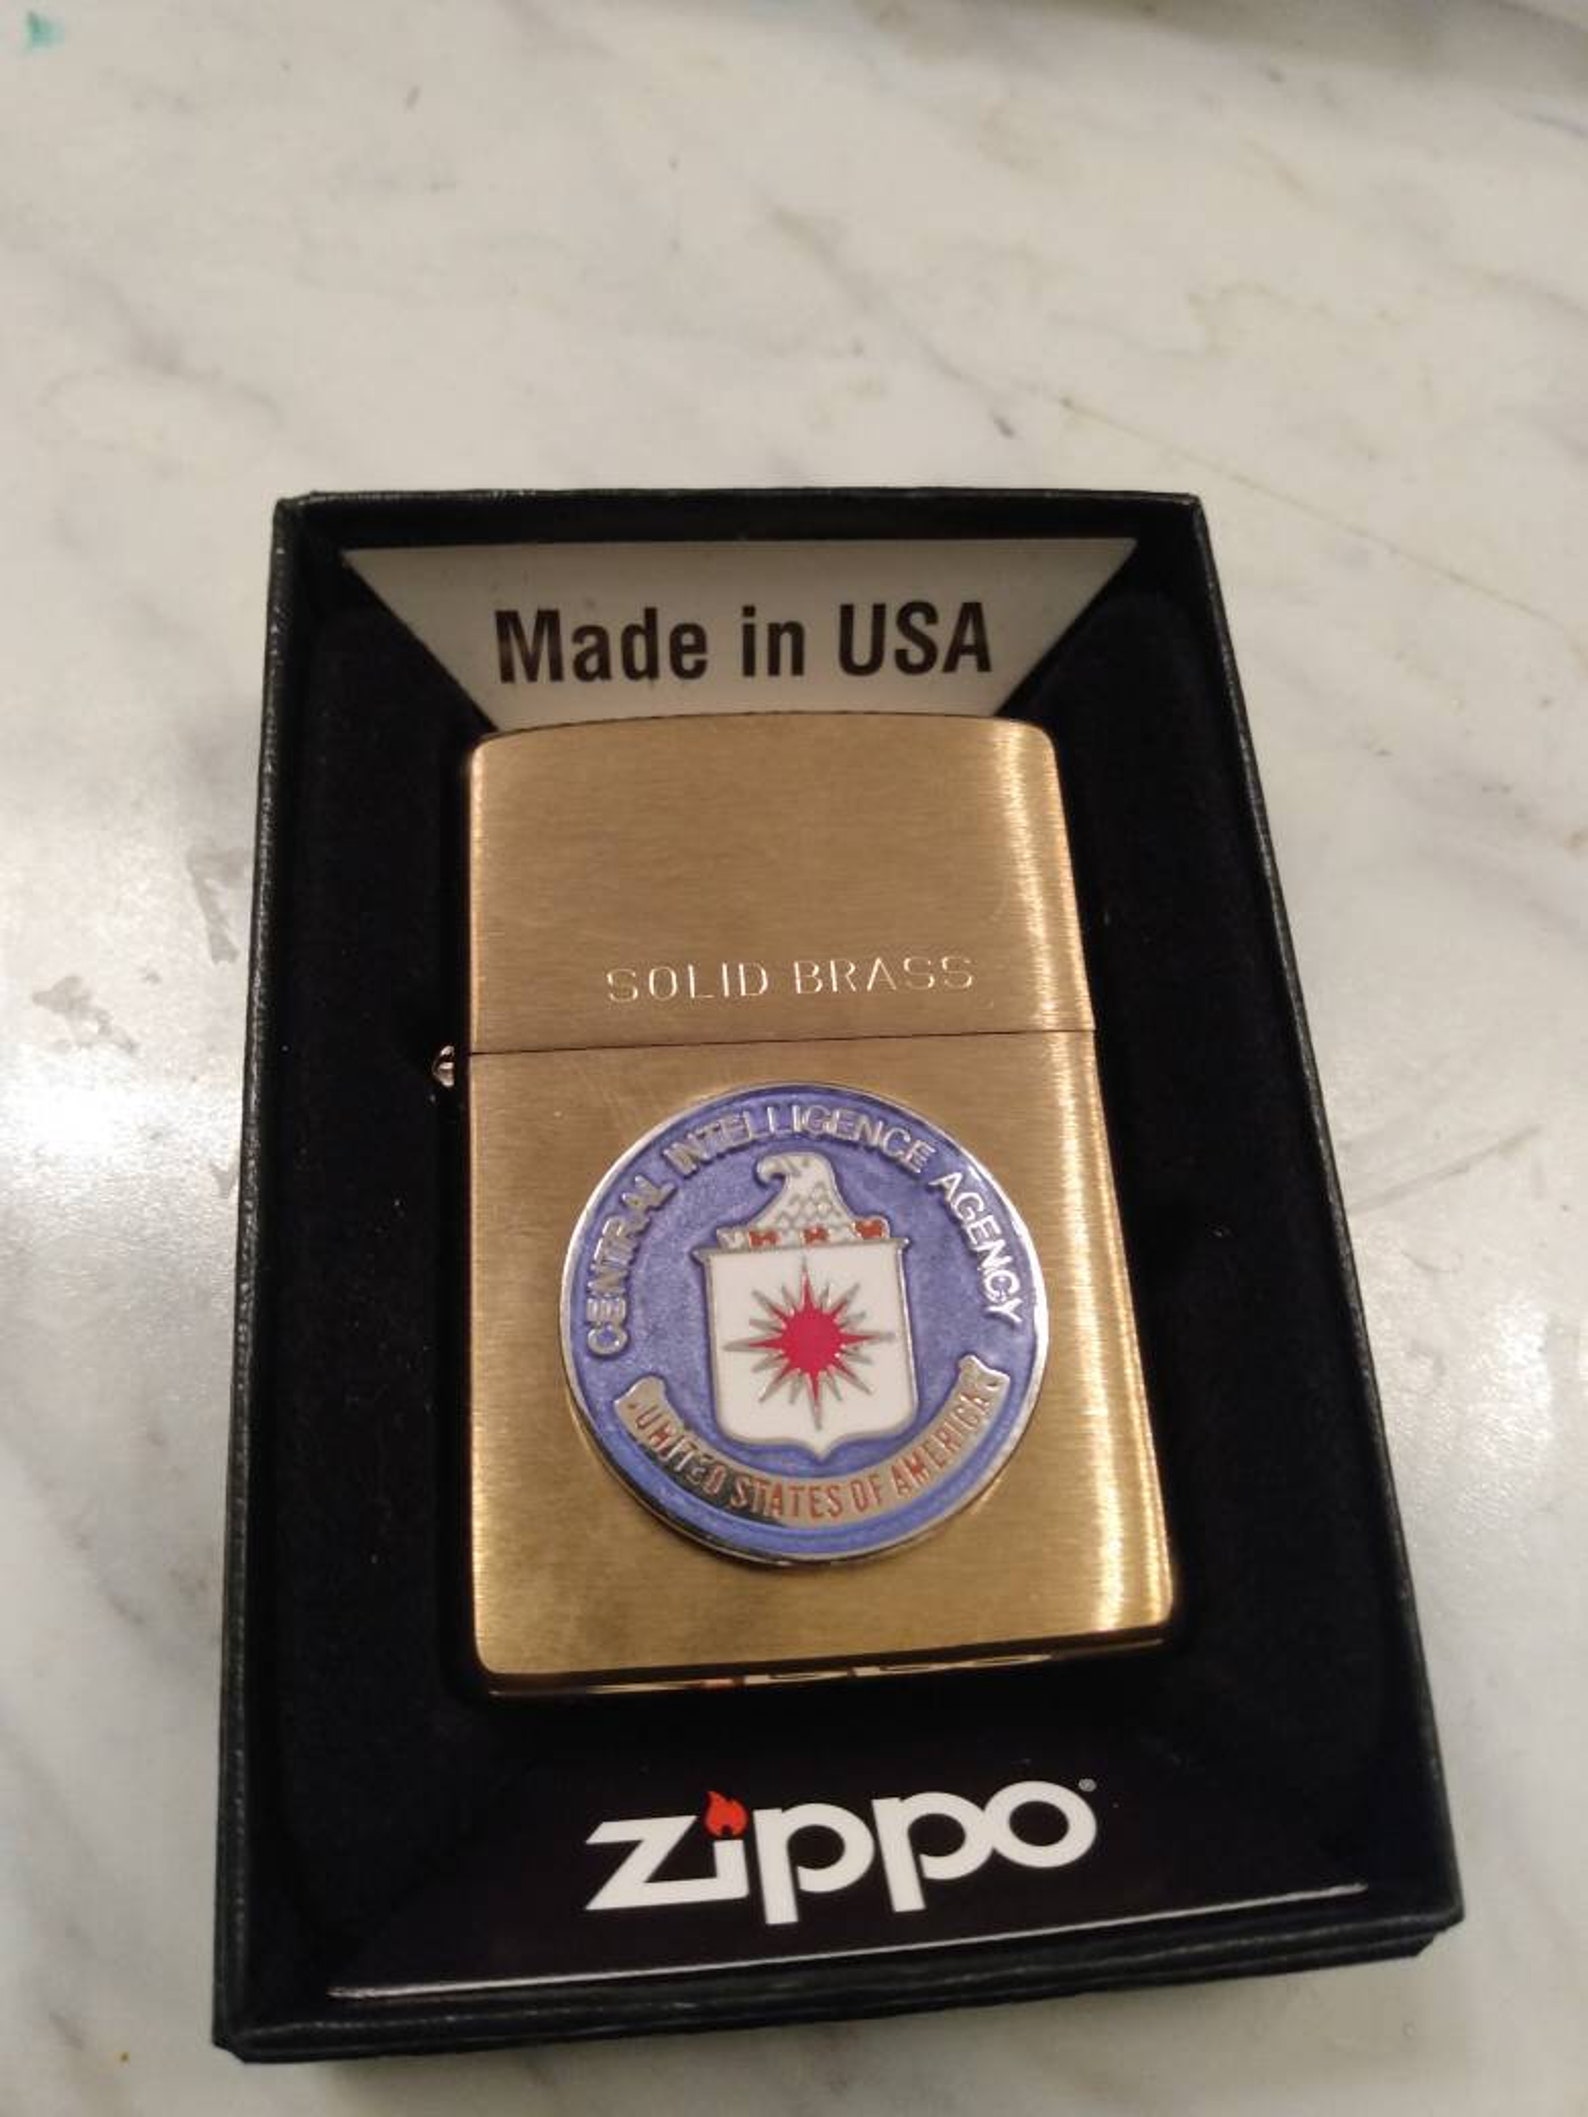 Made in USA
SOLID BRASS
CENTRAL INTELLIGENCE AGENCY
UNITED STATES OF AMERICA
zippo®